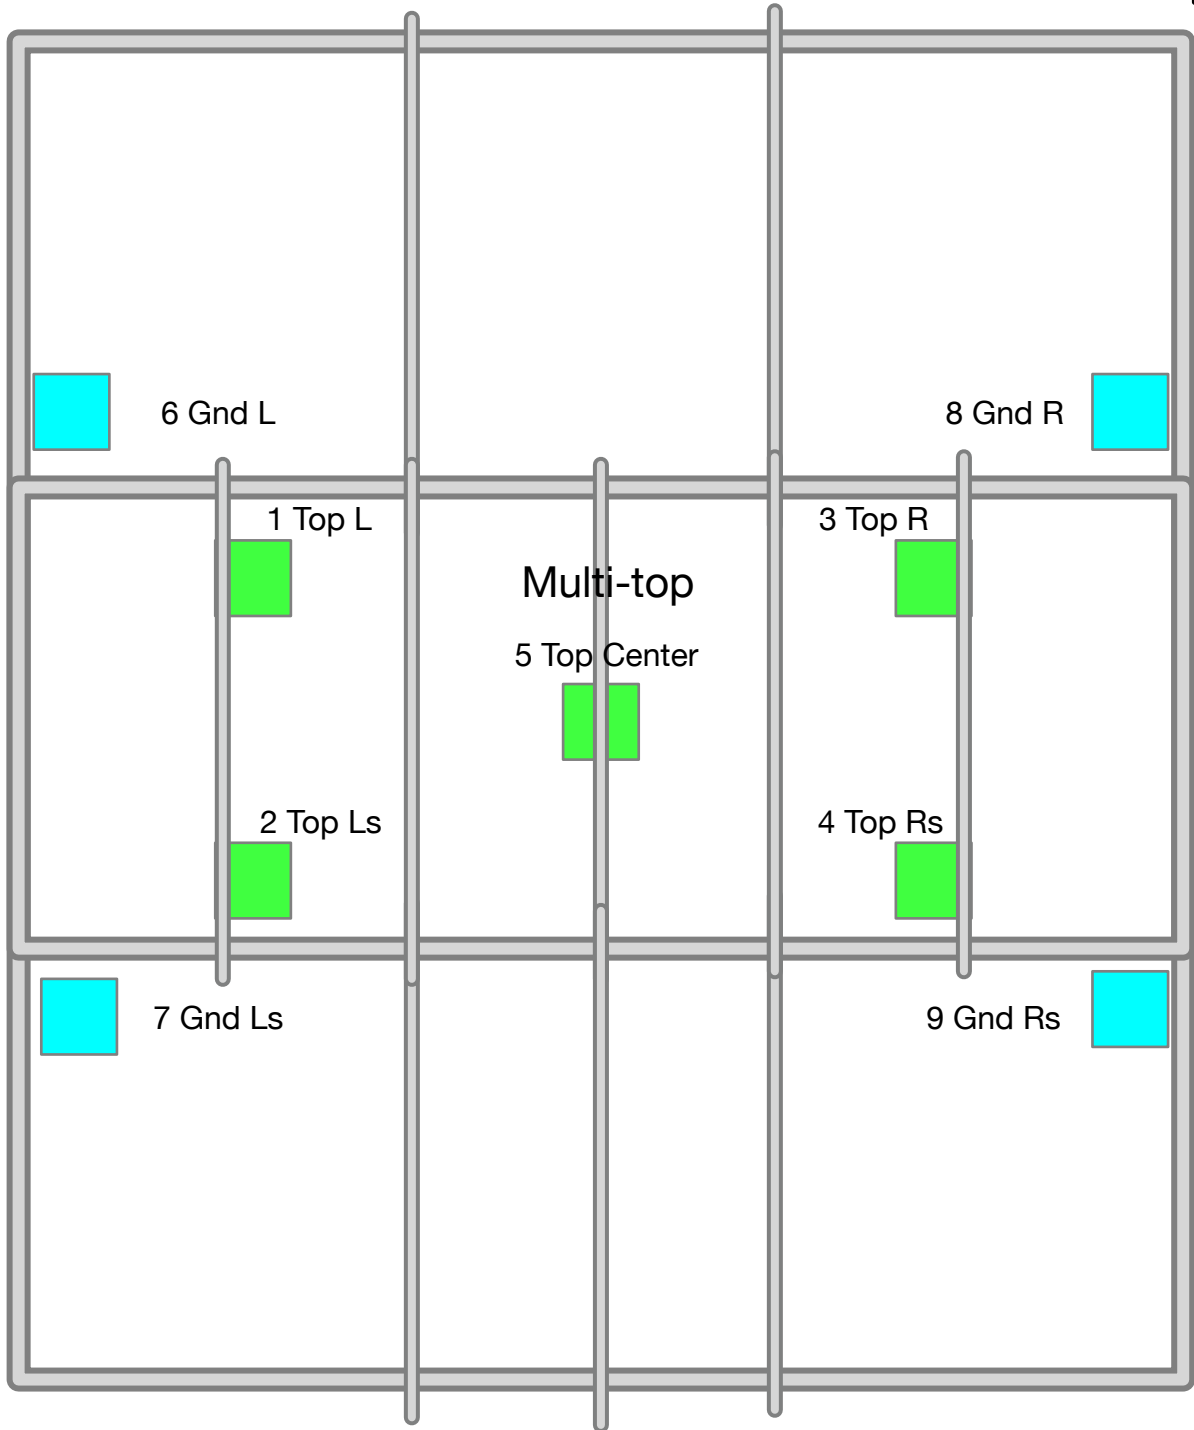 6 Gnd L
8 Gnd R
1 Top L
3 Top R
Multi-top
5 Top Center
2 Top Ls
4 Top Rs
7 Gnd Ls
9 Gnd Rs